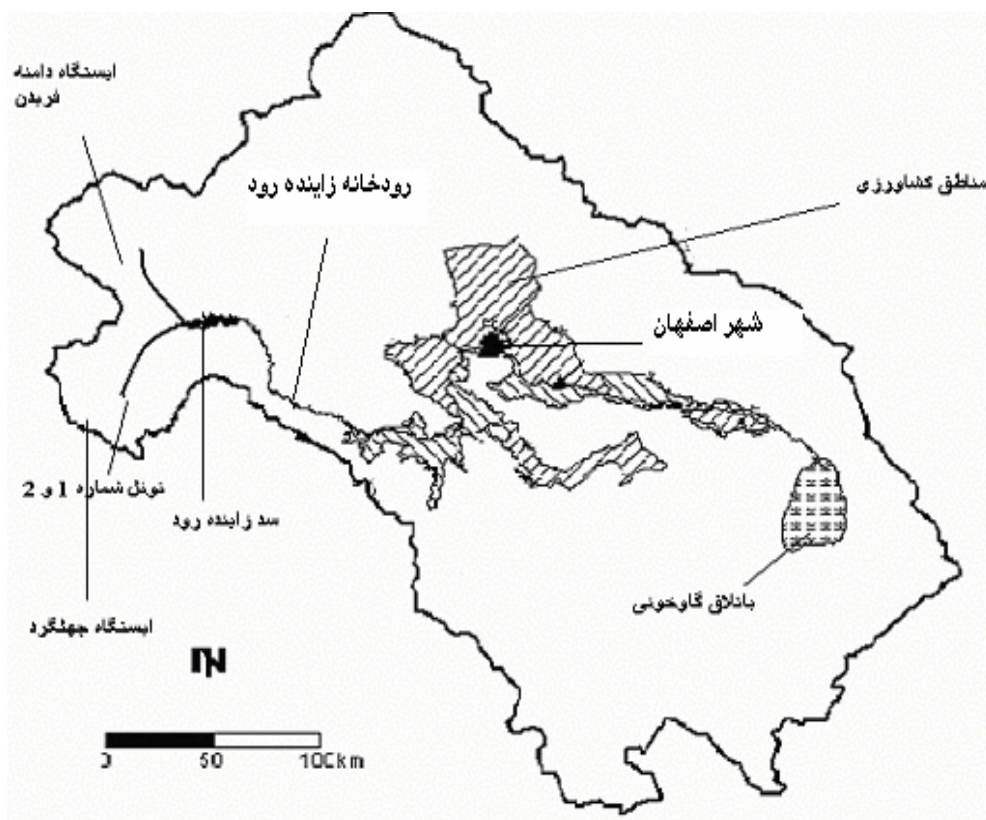 ایستگاه دامنه
فریدن
رودخانه زاینده رود
مناطق کشاورزی
شهر اصفهان
تونل شماره 1 و 2
سد زاینده رود
باتلاق گاوخونی
ایستگاه چهلگرد
N
0 50 100km